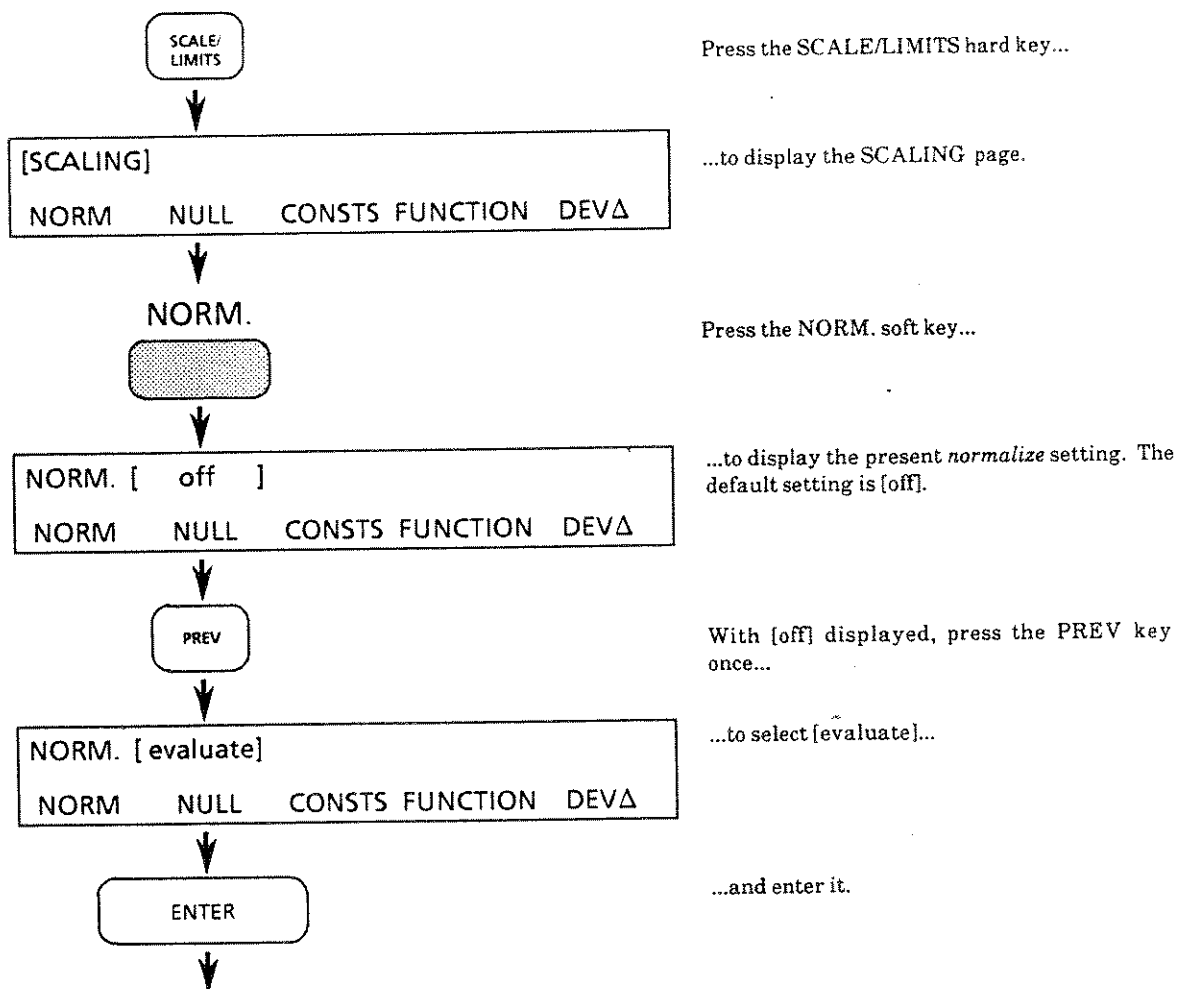 SCALE/
LIMITS
Press the SCALE/LIMITS hard key...
[SCALING]
NORM NULL CONSTS FUNCTION DEV∆
...to display the SCALING page.
NORM.
Press the NORM. soft key...
NORM. [ off ]
NORM NULL CONSTS FUNCTION DEV∆
...to display the present normalize setting. The
default setting is [off].
PREV
With [off] displayed, press the PREV key
once...
NORM. [ evaluate]
NORM NULL CONSTS FUNCTION DEV∆
...to select [evaluate]...
ENTER
...and enter it.